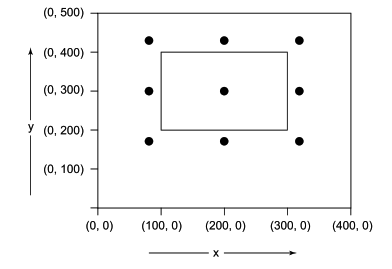 (0, 500)
(0, 400)
(0, 300)
y
(0, 200)
(0, 100)
(0, 0) (100, 0) (200, 0) (300, 0) (400, 0)
x